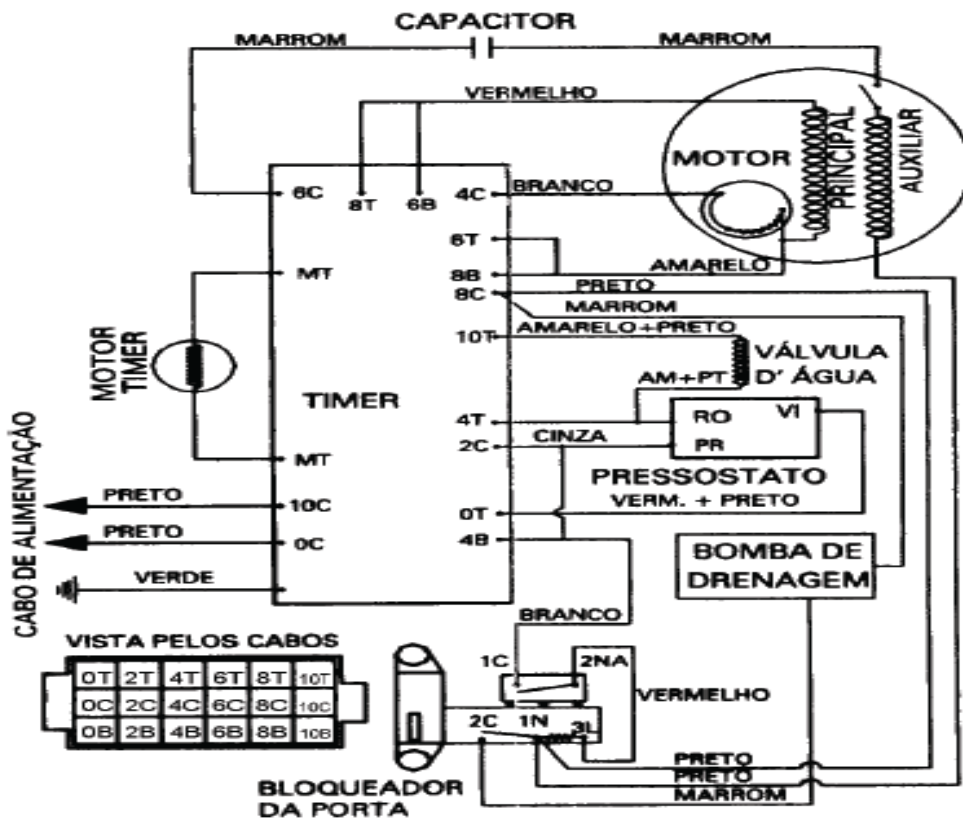 CAPACITOR
MARROM
MARROM
VERMELHO
MOTOR
PRINCIPAL
AUXILIAR
6C
8T
6B
4C
BRANCO
6T
8B
AMARELO
8C
PRETO
MARROM
MT
10T
AMARELO+PRETO
MOTOR
TIMER
VÁLVULA
D' ÁGUA
AM+PT
TIMER
4T
RO
VI
2C
CINZA
PR
MT
PRESSOSTATO
CABO DE ALIMENTAÇÃO
PRETO
10C
0T
VERM. + PRETO
PRETO
0C
4B
BOMBA DE
DRENAGEM
VERDE
BRANCO
VISTA PELOS CABOS
0T 2T 4T 6T 8T 10T
0C 2C 4C 6C 8C 10C
0B 2B 4B 6B 8B 10B
1C
2NA
VERMELHO
2C
1N
3L
PRETO
PRETO
MARROM
BLOQUEADOR
DA PORTA